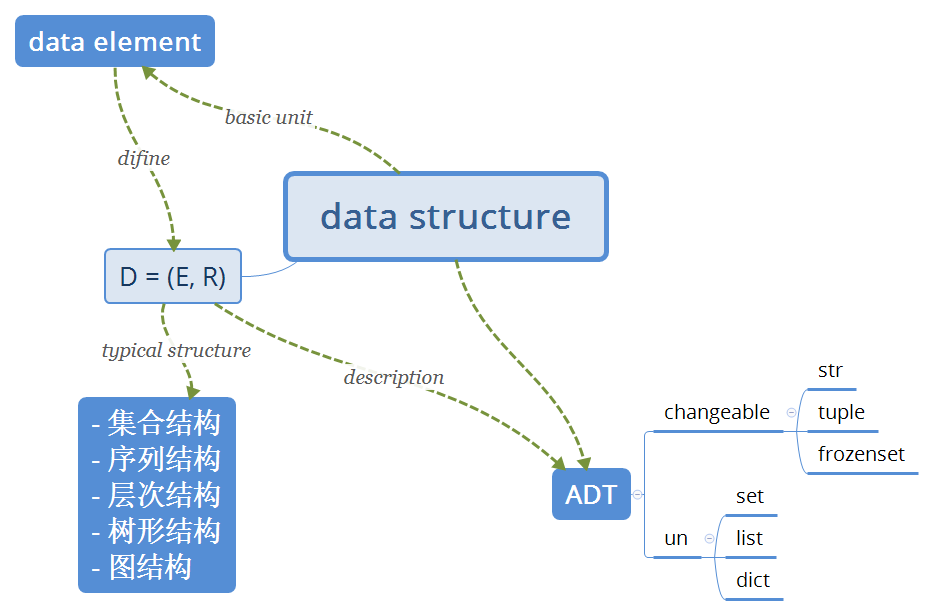 data element
basic unit
difine
data structure
D = (E, R)
typical structure
description
- 集合结构
- 序列结构
- 层次结构
- 树形结构
- 图结构
ADT
changeable
str
tuple
frozenset
un
set
list
dict